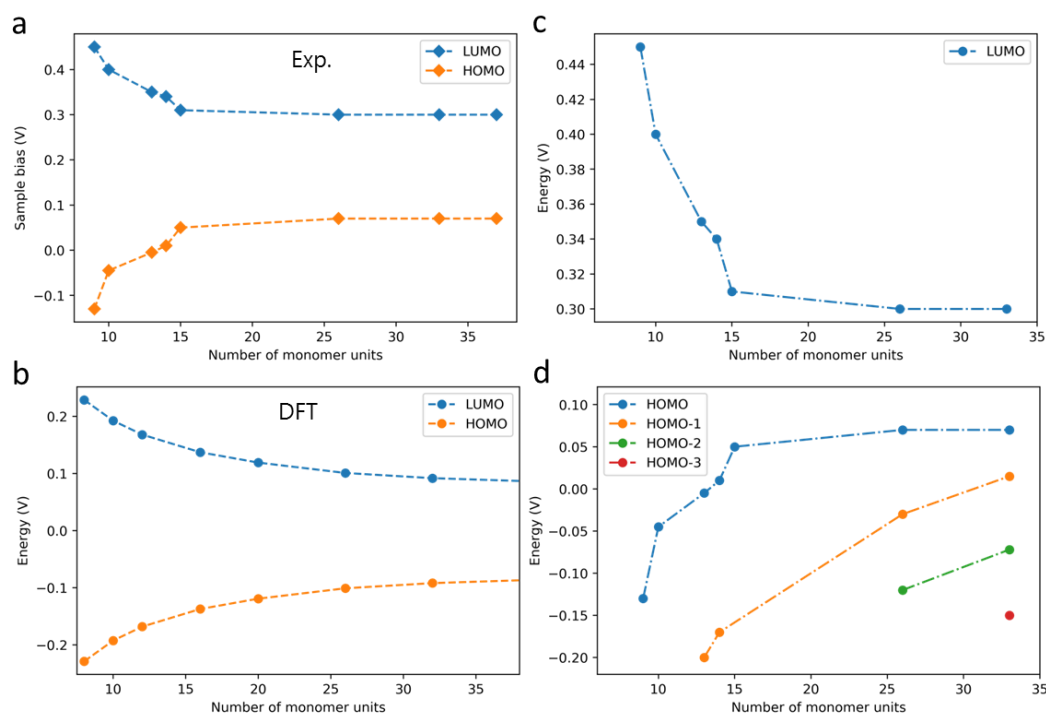 a
Exp.
LUMO
HOMO
Sample bias (V)
0.4
0.3
0.2
0.1
0.0
−0.1
10 15 20 25 30 35
Number of monomer units
c
LUMO
Energy (V)
0.44
0.42
0.40
0.38
0.36
0.34
0.32
0.30
10 15 20 25 30 35
Number of monomer units
b
DFT
LUMO
HOMO
Energy (V)
0.2
0.1
0.0
−0.1
−0.2
10 15 20 25 30 35
Number of monomer units
d
HOMO
HOMO-1
HOMO-2
HOMO-3
Energy (V)
0.10
0.05
0.00
−0.05
−0.10
−0.15
−0.20
10 15 20 25 30 35
Number of monomer units